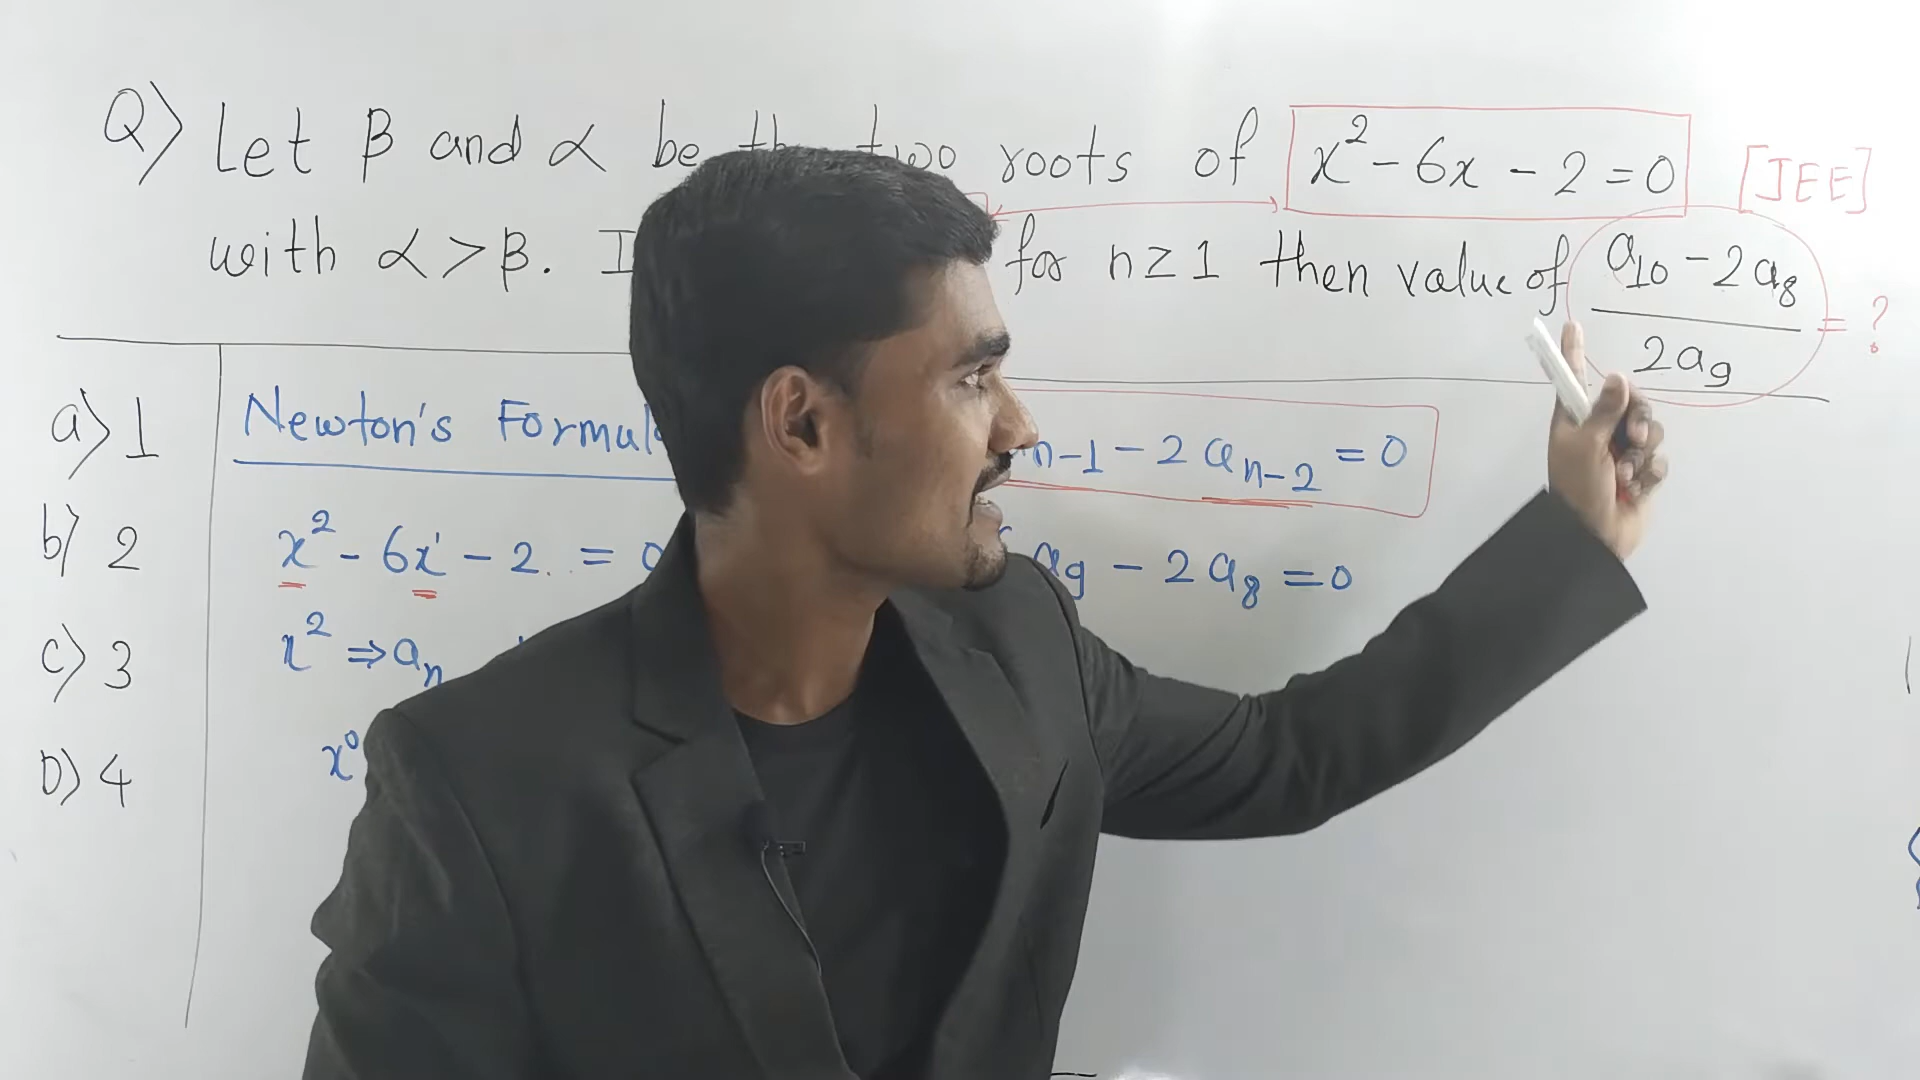 Q) Let β and α be the two roots of x² - 6x - 2 = 0 [JEE]
with α > β. I for n ≥ 1 then value of (a₁₀ - 2a₈)/(2a₉) = ?
a) 1
Newton's Formula
n-1 - 2 aₙ₋₂ = 0
b) 2
x² - 6x - 2 = 0
a₉ - 2a₈ = 0
c) 3
x² ⇒ aₙ
x⁰
D) 4